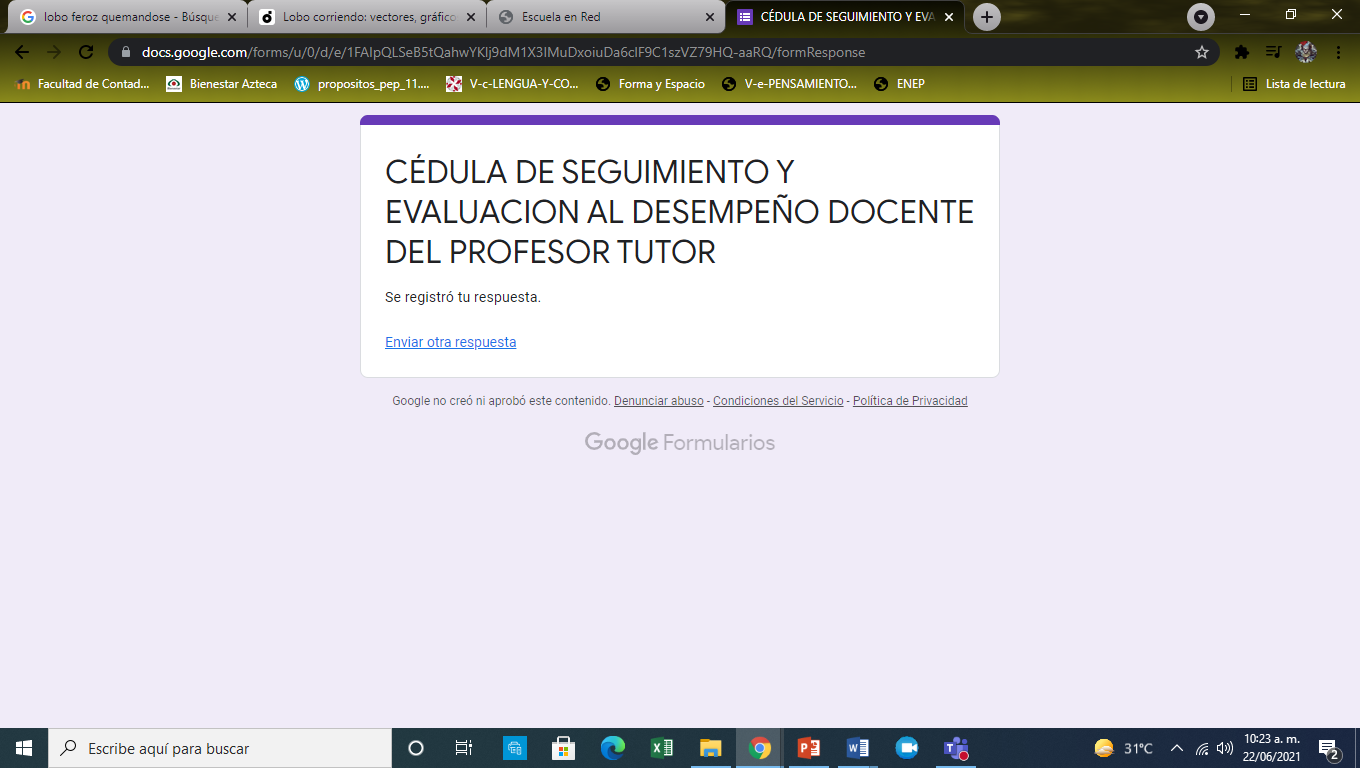 lobo feroz quemandose - Búsque
Lobo corriendo: vectores, gráfico
Escuela en Red
CÉDULA DE SEGUIMIENTO Y EVA
docs.google.com/forms/u/0/d/e/1FAIpQLSeB5tQahwYKlj9dM1X3IMuDxoiuDa6cIF9C1szVZ79HQ-aaRQ/formResponse
Facultad de Contad...
Bienestar Azteca
propositos_pep_11....
V-c-LENGUA-Y-CO...
Forma y Espacio
V-e-PENSAMIENTO...
ENEP
Lista de lectura
CÉDULA DE SEGUIMIENTO Y
EVALUACION AL DESEMPEÑO DOCENTE
DEL PROFESOR TUTOR
Se registró tu respuesta.
Enviar otra respuesta
Google no creó ni aprobó este contenido. Denunciar abuso - Condiciones del Servicio - Política de Privacidad
Google Formularios
Escribe aquí para buscar
31°C
10:23 a. m.
22/06/2021
2